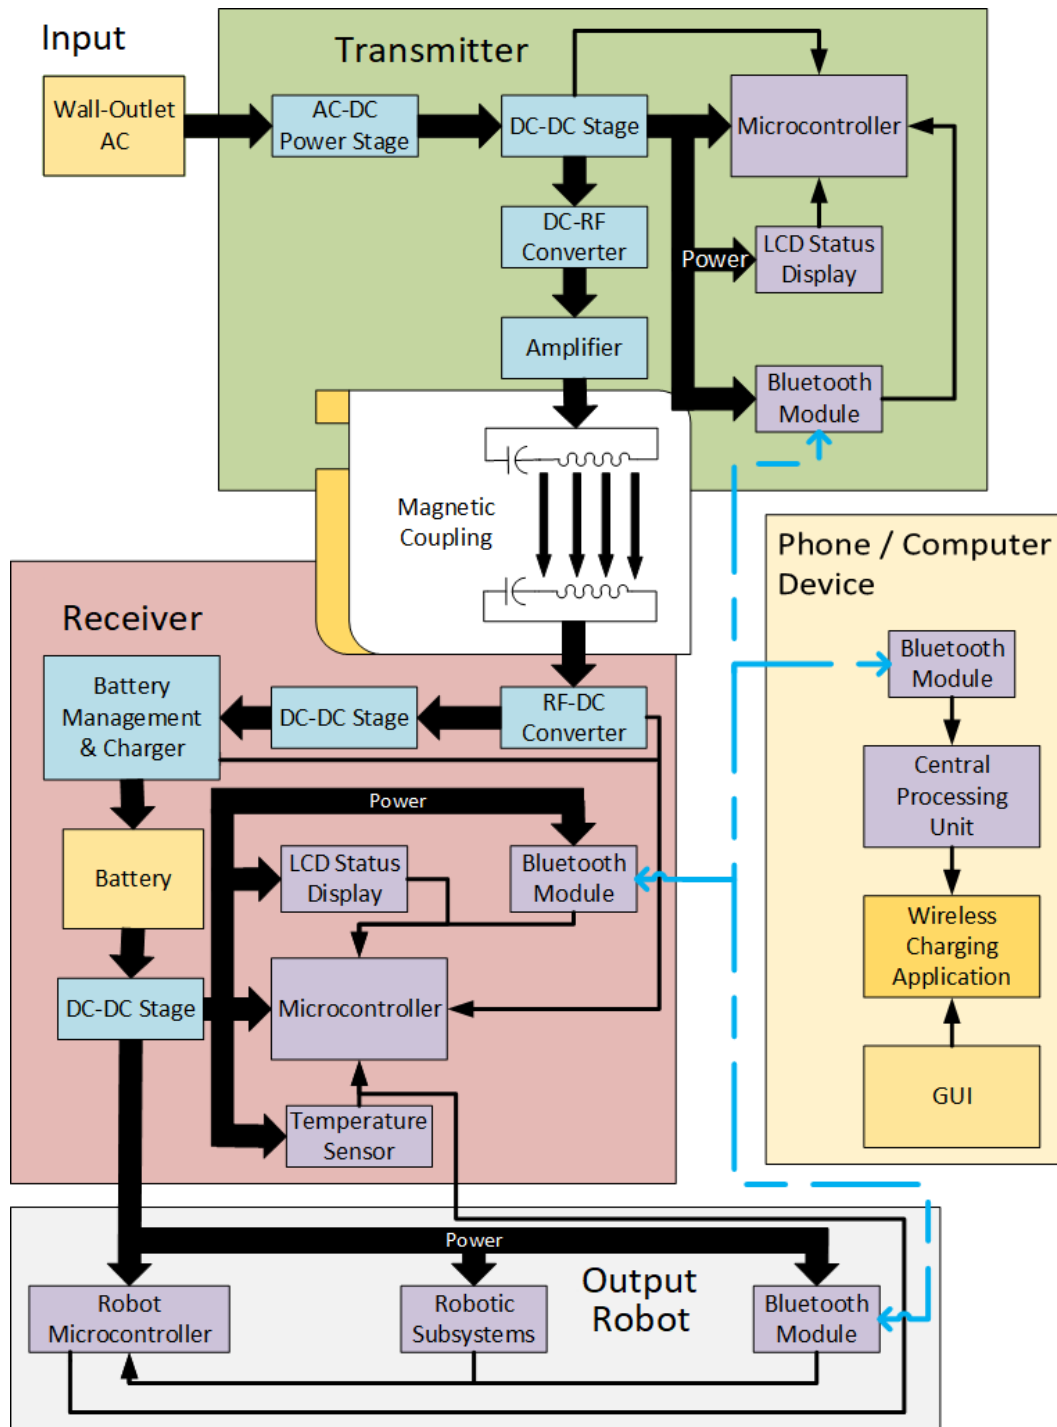 Input
Transmitter
Wall-Outlet
AC
AC-DC
Power Stage
DC-DC Stage
Microcontroller
DC-RF
Converter
Power
LCD Status
Display
Amplifier
Bluetooth
Module
Magnetic
Coupling
Phone / Computer
Device
Bluetooth
Module
Central
Processing
Unit
Wireless
Charging
Application
GUI
Receiver
Battery
Management
& Charger
DC-DC Stage
RF-DC
Converter
Power
Battery
LCD Status
Display
Bluetooth
Module
DC-DC Stage
Microcontroller
Temperature
Sensor
Power
Output
Robot
Robot
Microcontroller
Robotic
Subsystems
Bluetooth
Module